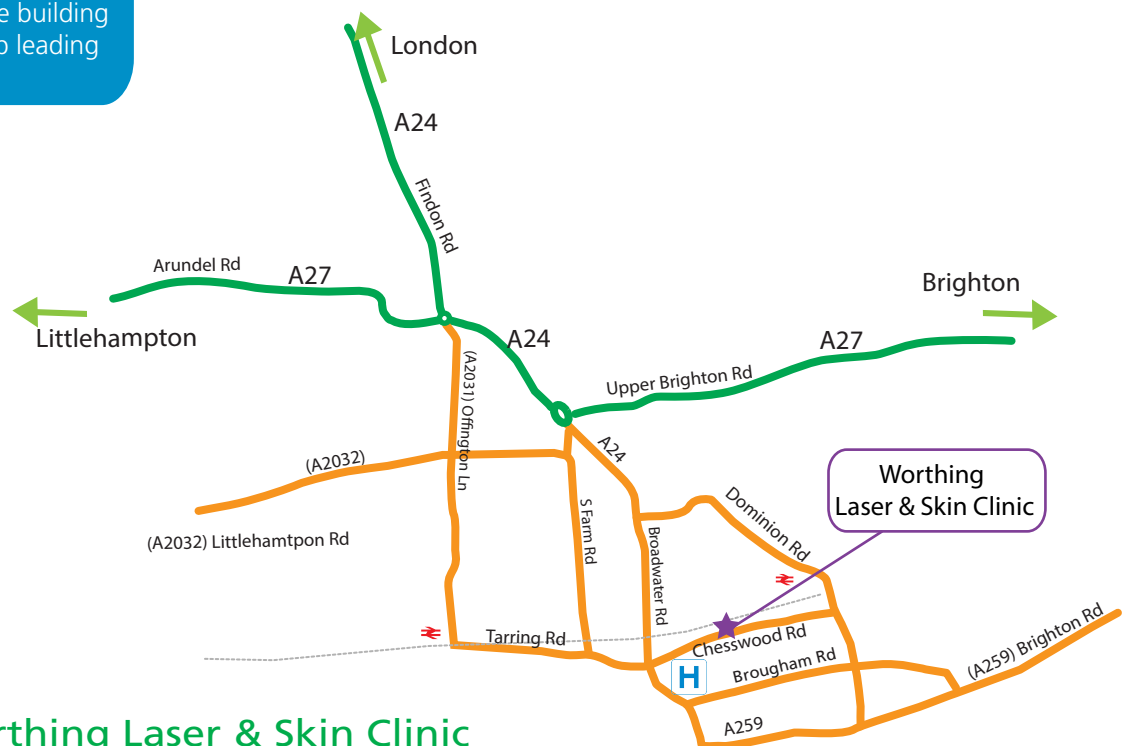 building
leading
London
A24
Findon Rd
Arundel Rd
A27
Brighton
Littlehampton
A24
A27
Upper Brighton Rd
(A2031) Offington Ln
A24
(A2032)
Worthing
Laser & Skin Clinic
Dominion Rd
S Farm Rd
(A2032) Littlehamtpon Rd
Broadwater Rd
Tarring Rd
Chesswood Rd
(A259) Brighton Rd
Brougham Rd
H
A259
rthing Laser & Skin Clinic